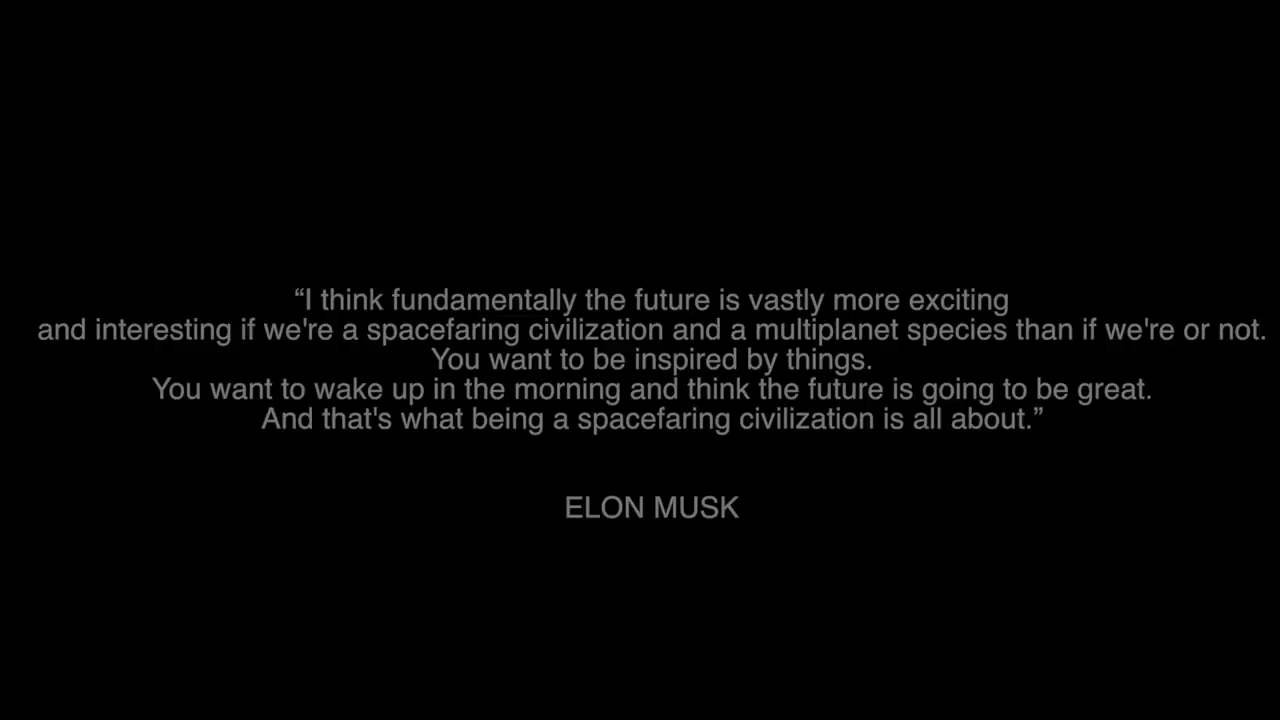 “I think fundamentally the future is vastly more exciting
and interesting if we're a spacefaring civilization and a multiplanet species than if we're or not.
You want to be inspired by things.
You want to wake up in the morning and think the future is going to be great.
And that's what being a spacefaring civilization is all about.”
ELON MUSK